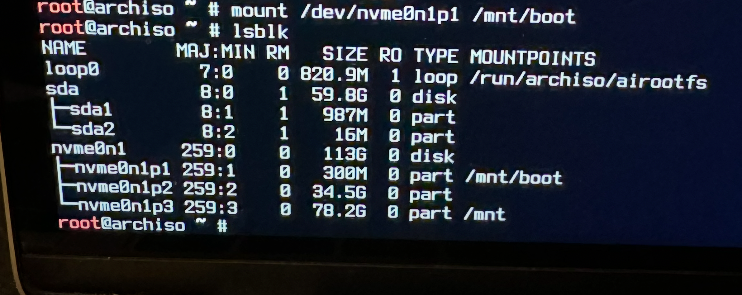 root@archiso ~ # mount /dev/nvme0n1p1 /mnt/boot
root@archiso ~ # lsblk
NAME        MAJ:MIN RM   SIZE RO TYPE MOUNTPOINTS
loop0         7:0    0 820.9M  1 loop /run/archiso/airootfs
sda           8:0    1  59.8G  0 disk
├─sda1        8:1    1   987M  0 part
└─sda2        8:2    1    16M  0 part
nvme0n1     259:0    0   113G  0 disk
├─nvme0n1p1 259:1    0   300M  0 part /mnt/boot
├─nvme0n1p2 259:2    0  34.5G  0 part
└─nvme0n1p3 259:3    0  78.2G  0 part /mnt
root@archiso ~ #